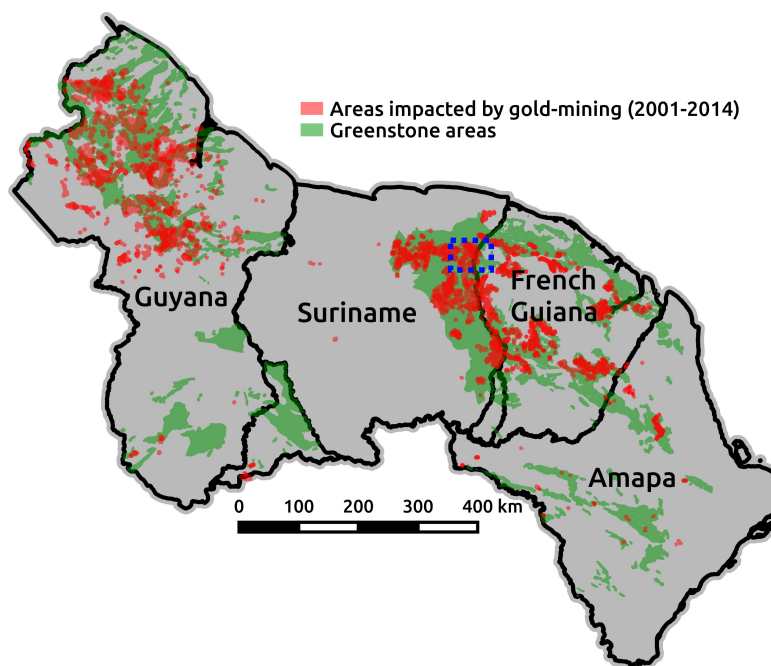 Areas impacted by gold-mining (2001-2014)
Greenstone areas
Guyana
Suriname
French
Guiana
Amapa
0 100 200 300 400 km